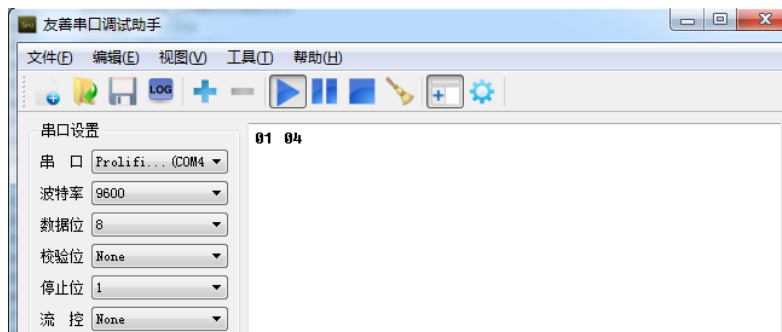 友善串口调试助手
文件(F) 编辑(E) 视图(V) 工具(T) 帮助(H)
LOG
串口设置
串 口 Prolifi...(COM4
波特率 9600
数据位 8
校验位 None
停止位 1
流 控 None
01 04